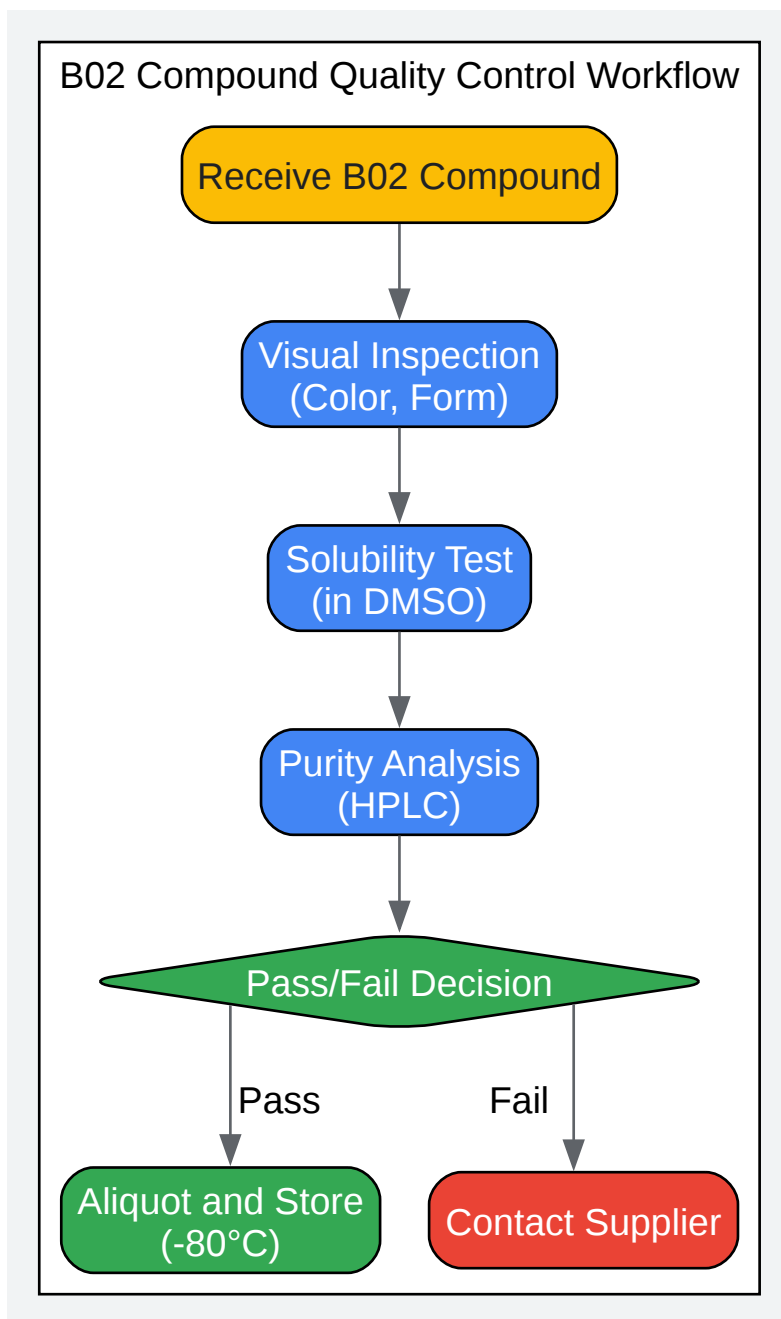 B02 Compound Quality Control Workflow
Receive B02 Compound
Visual Inspection
(Color, Form)
Solubility Test
(in DMSO)
Purity Analysis
(HPLC)
Pass/Fail Decision
Pass
Fail
Aliquot and Store
(-80°C)
Contact Supplier